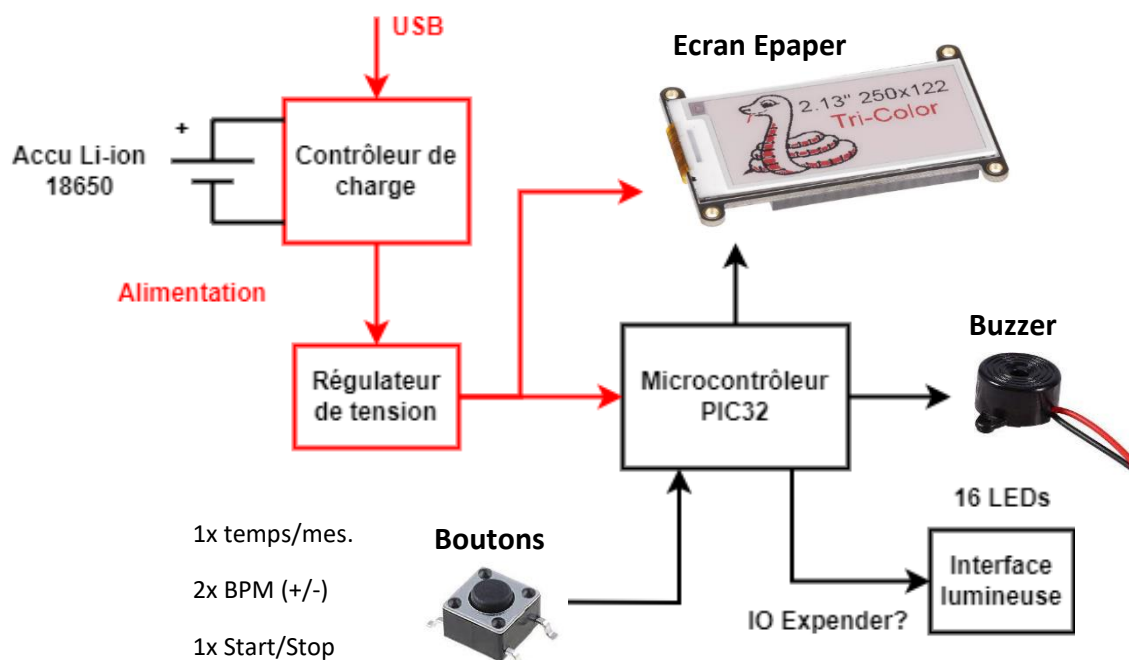 USB
Ecran Epaper
2.13" 250x122
Tri-Color
+
Accu Li-ion
18650
Contrôleur de
charge
Alimentation
Régulateur
de tension
Microcontrôleur
PIC32
Buzzer
16 LEDs
1x temps/mes.
Boutons
2x BPM (+/-)
1x Start/Stop
IO Expender?
Interface
lumineuse